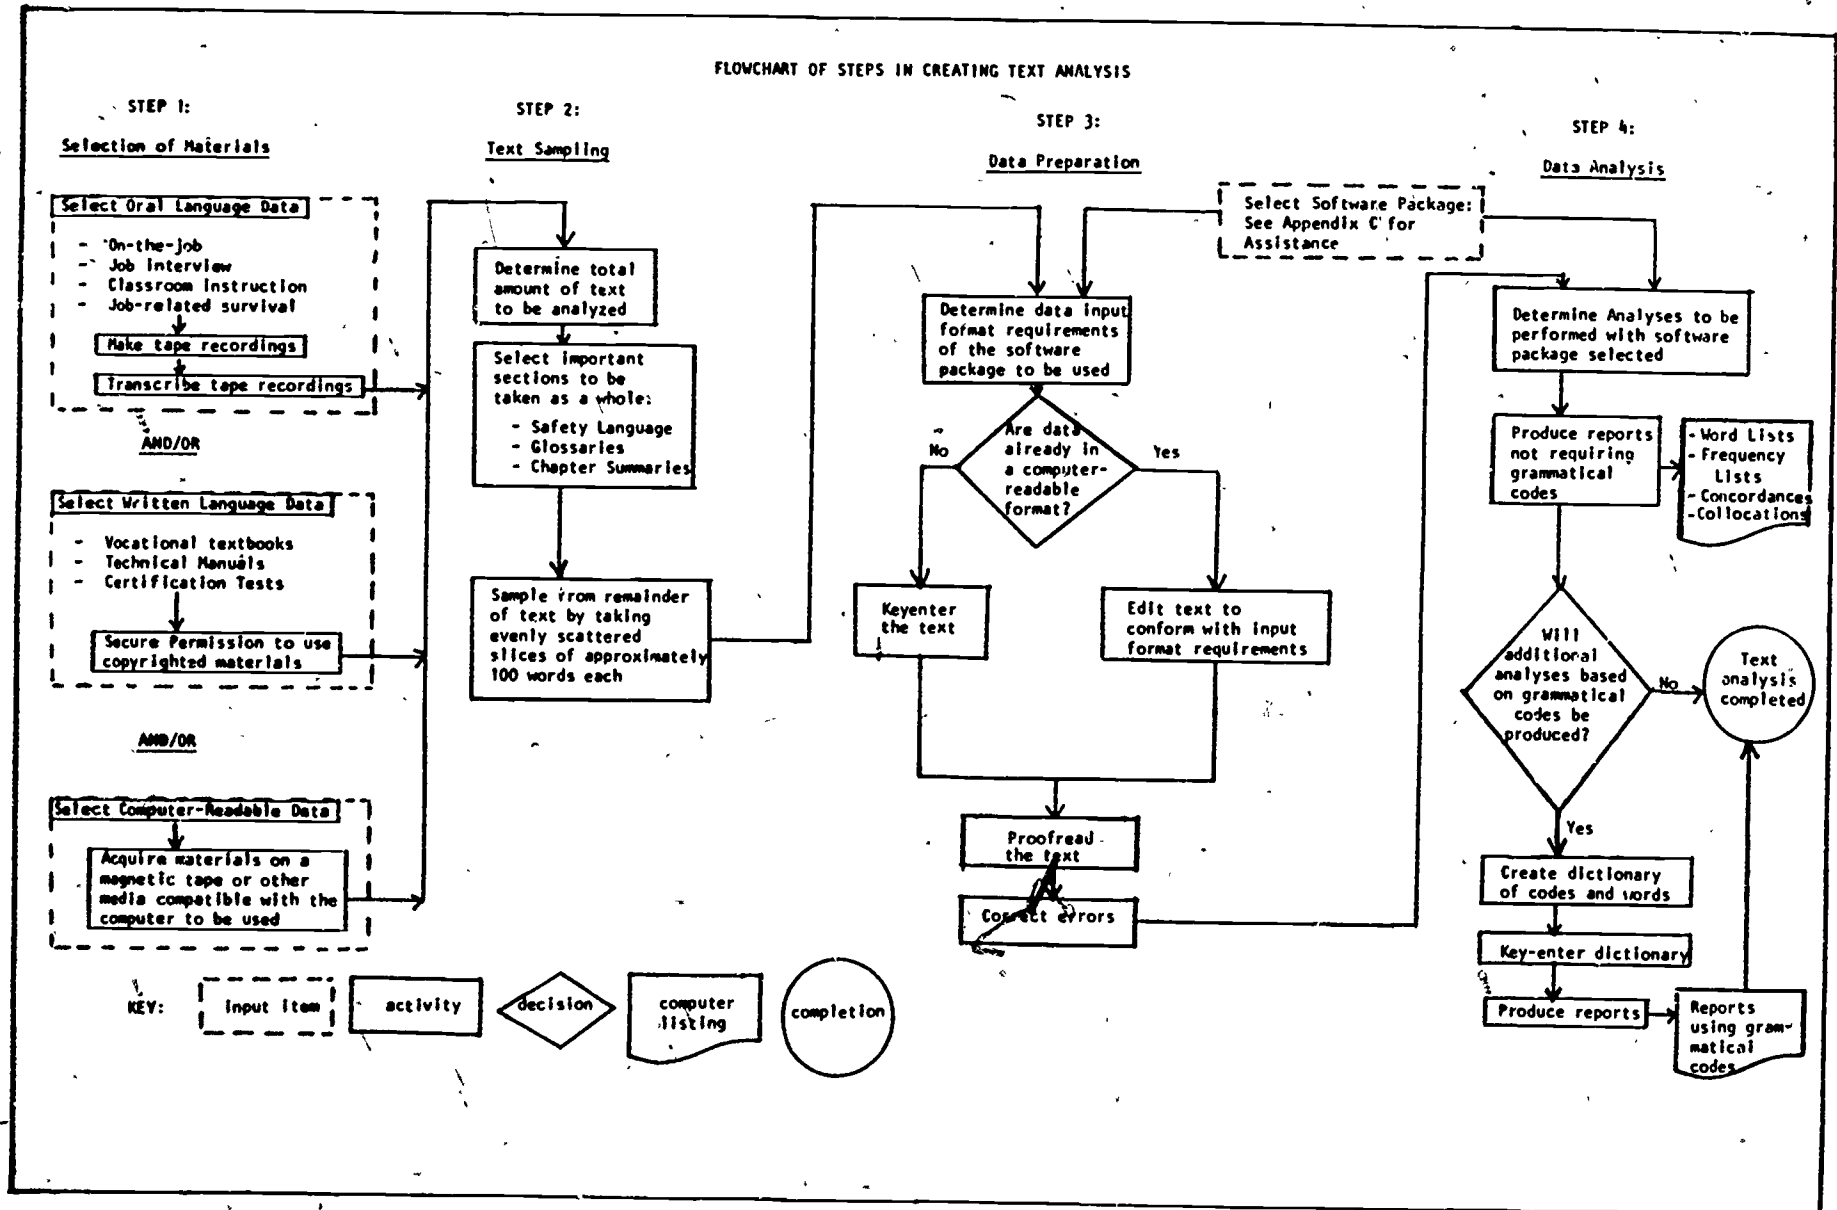 FLOWCHART OF STEPS IN CREATING TEXT ANALYSIS
STEP 1:
Selection of Materials
Select Oral Language Data
- On-the-job
- Job interview
- Classroom instruction
- Job-related survival
Make tape recordings
Transcribe tape recordings
AND/OR
Select Written Language Data
- Vocational textbooks
- Technical Manuals
- Certification Tests
Secure Permission to use
copyrighted materials
AND/OR
Select Computer-Readable Data
Acquire materials on a
magnetic tape or other
media compatible with the
computer to be used
STEP 2:
Text Sampling
Determine total
amount of text
to be analyzed
Select important
sections to be
taken as a whole:
- Safety Language
- Glossaries
- Chapter Summaries
Sample from remainder
of text by taking
evenly scattered
slices of approximately
100 words each
STEP 3:
Data Preparation
Select Software Package:
See Appendix C for
Assistance
Determine data input
format requirements
of the software
package to be used
Are data
already in
a computer-
readable
format?
No
Yes
Keyenter
the text
Edit text to
conform with input
format requirements
Proofread
the text
Correct errors
STEP 4:
Data Analysis
Determine Analyses to be
performed with software
package selected
Produce reports
not requiring
grammatical
codes
- Word Lists
- Frequency
Lists
- Concordances
- Collocations
Will
additional
analyses based
on grammatical
codes be
produced?
No
Text
analysis
completed
Yes
Create dictionary
of codes and words
Key-enter dictionary
Produce reports
Reports
using gram-
matical
codes
KEY:
input item
activity
decision
computer
listing
completion